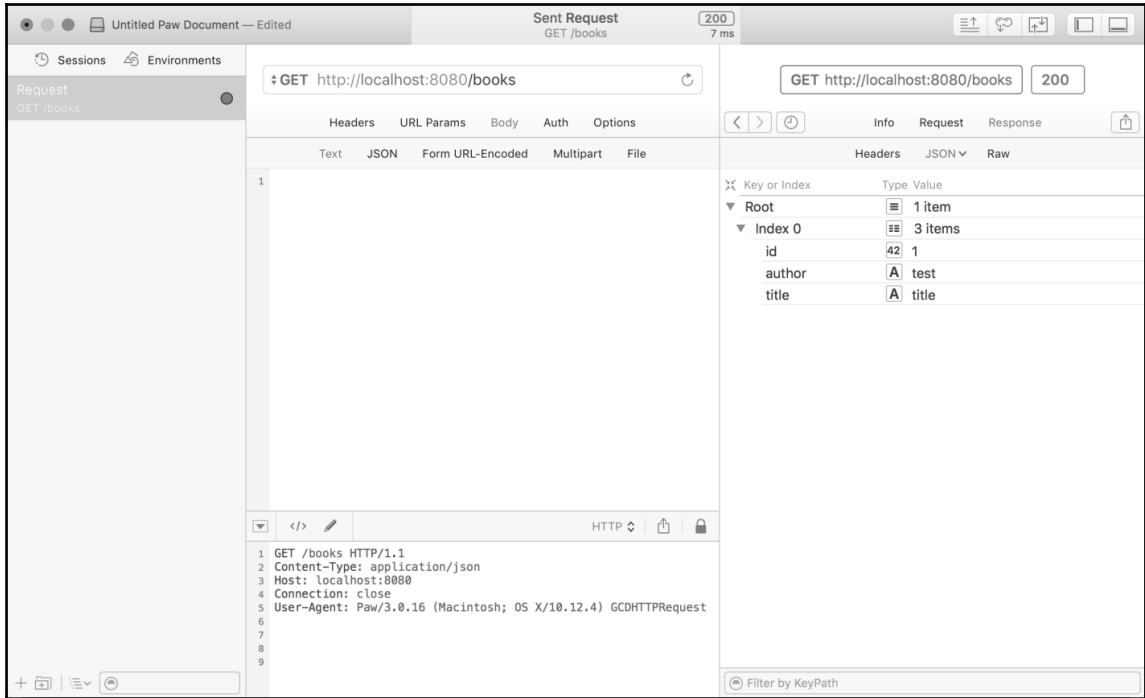 Untitled Paw Document — Edited
Sent Request
GET /books
200
7 ms
Sessions
Environments
Request
GET /books
GET http://localhost:8080/books
Headers URL Params Body Auth Options
Text JSON Form URL-Encoded Multipart File
1
HTTP
1 GET /books HTTP/1.1
2 Content-Type: application/json
3 Host: localhost:8080
4 Connection: close
5 User-Agent: Paw/3.0.16 (Macintosh; OS X/10.12.4) GCDHTTPRequest
6
7
8
9
GET http://localhost:8080/books
200
Info Request Response
Headers JSON Raw
Key or Index Type Value
Root 1 item
Index 0 3 items
id 42 1
author A test
title A title
Filter by KeyPath